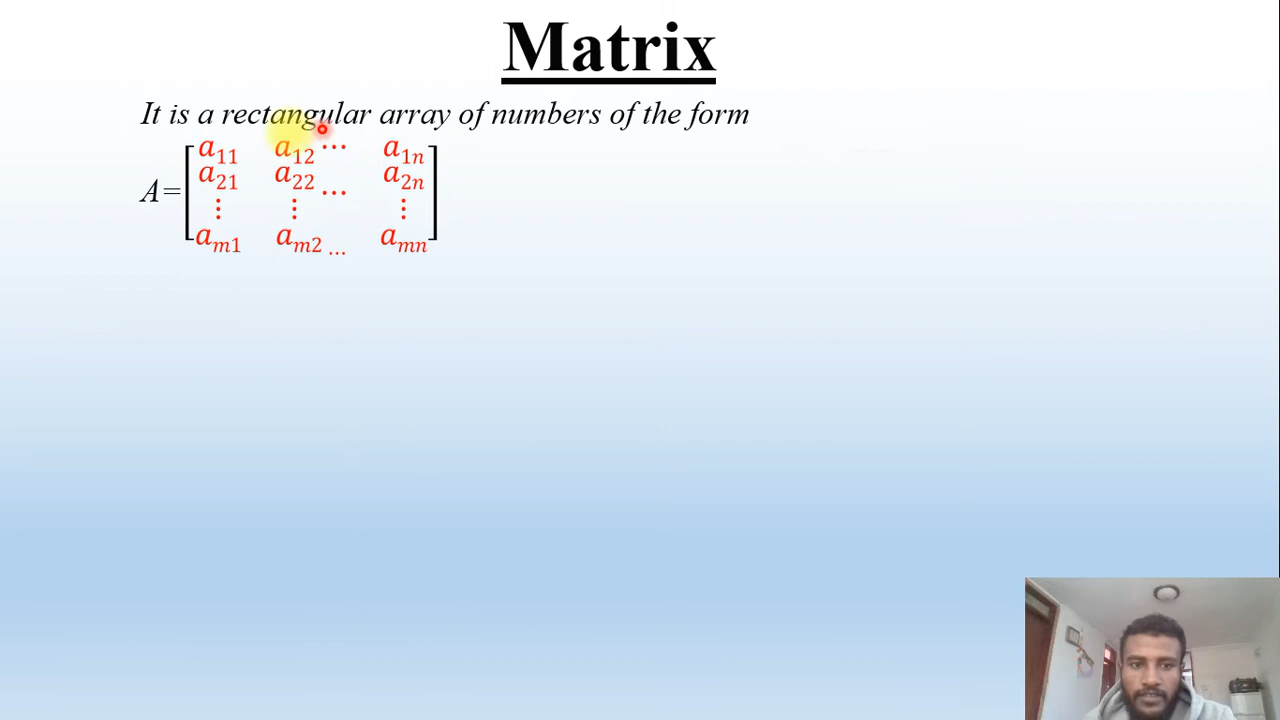 Matrix
It is a rectangular array of numbers of the form
A=[a₁₁ a₁₂ ⋯ a₁ₙ
a₂₁ a₂₂ ⋯ a₂ₙ
⋮ ⋮ ⋮
aₘ₁ aₘ₂ … aₘₙ]